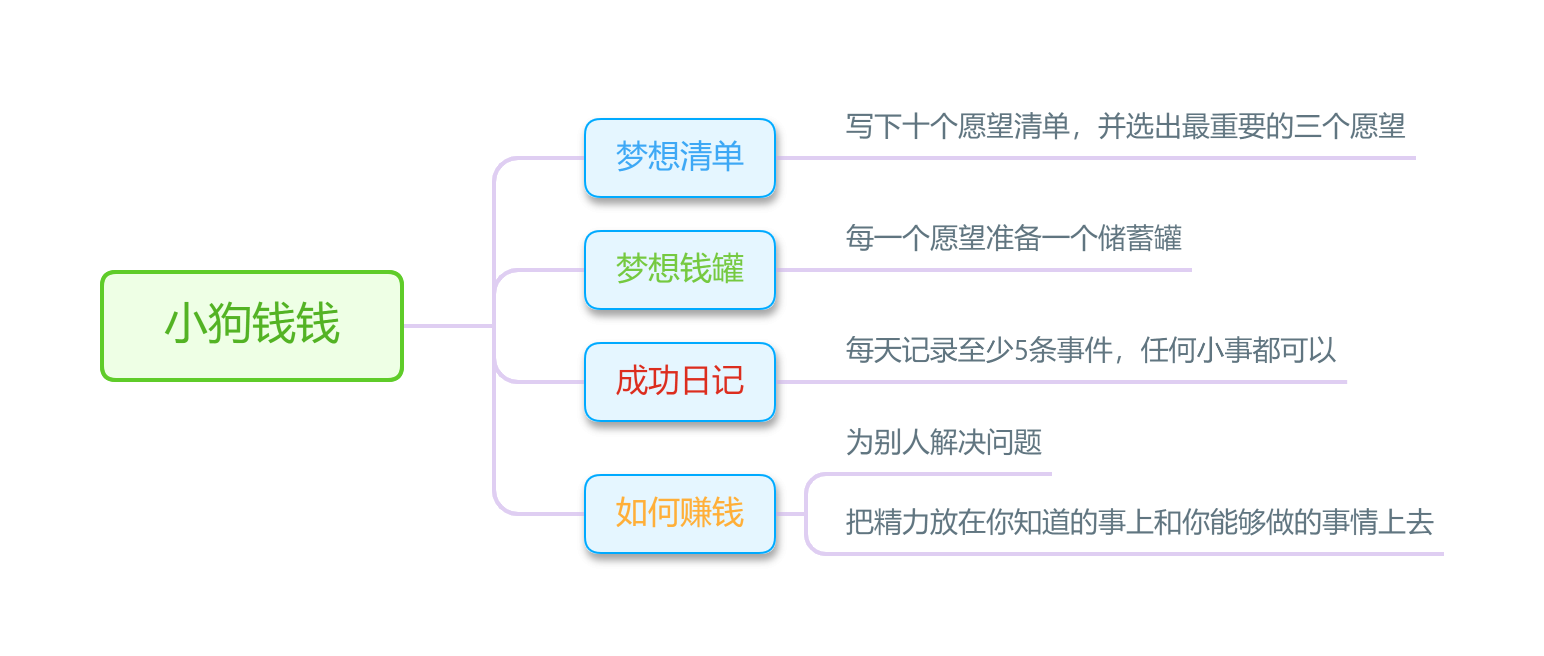 小狗钱钱
梦想清单
写下十个愿望清单，并选出最重要的三个愿望
梦想钱罐
每一个愿望准备一个储蓄罐
成功日记
每天记录至少5条事件，任何小事都可以
如何赚钱
为别人解决问题
把精力放在你知道的事上和你能够做的事情上去